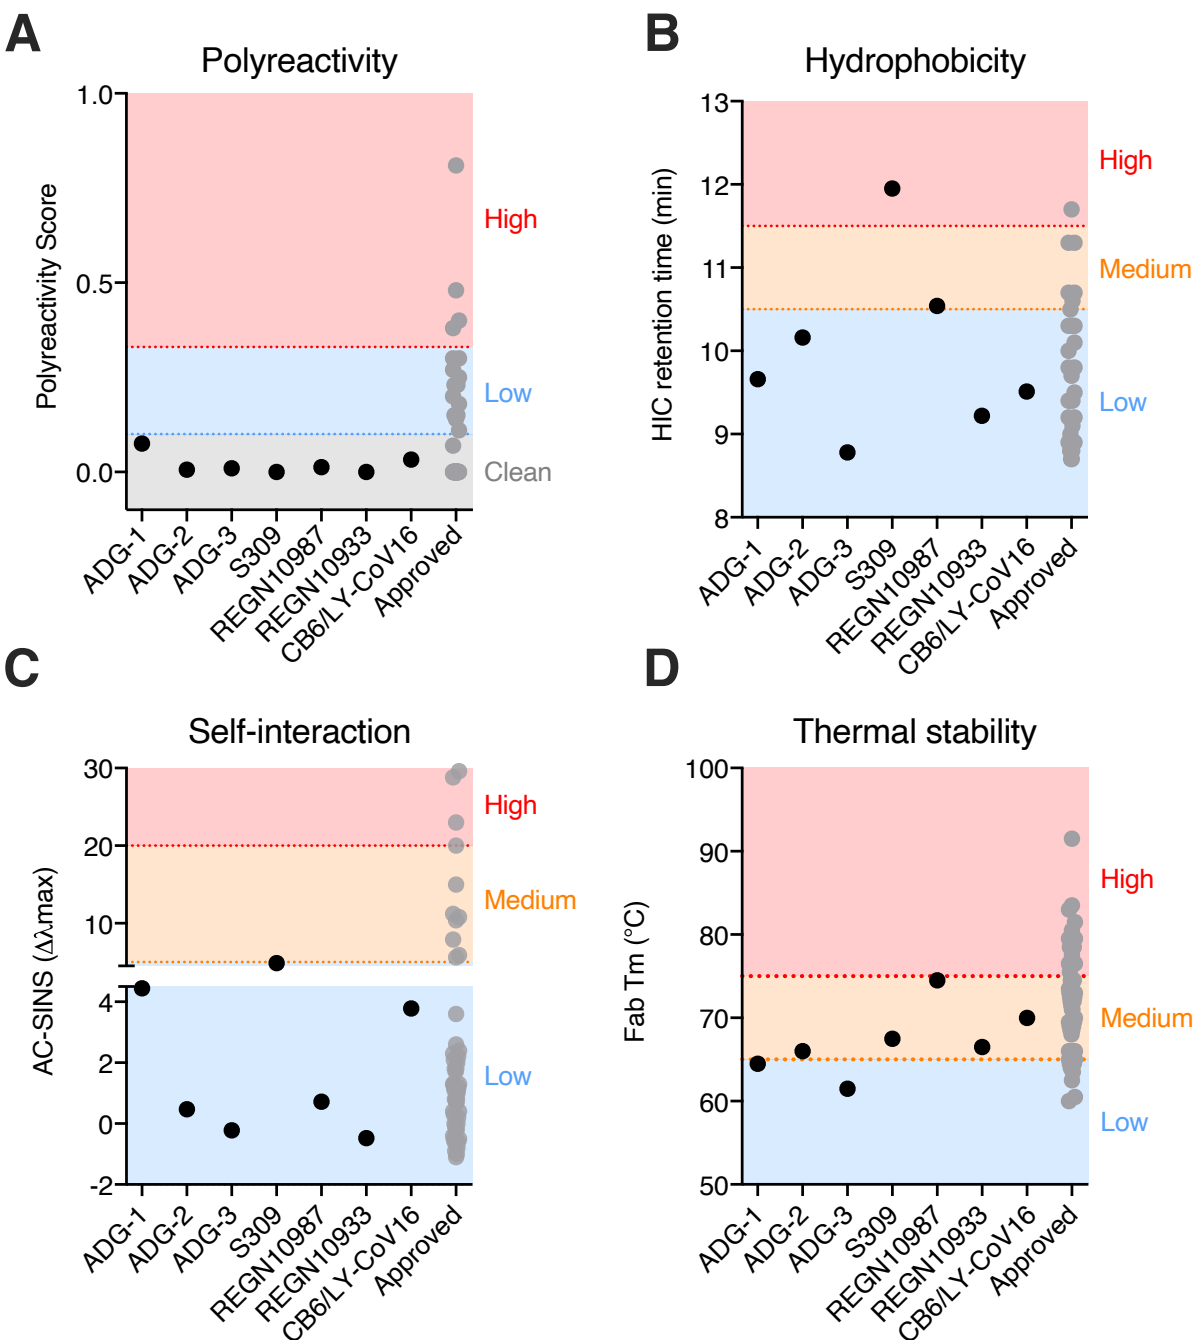 A
Polyreactivity
Polyreactivity Score
1.0
0.5
0.0
High
Low
Clean
ADG-1
ADG-2
ADG-3
S309
REGN10987
REGN10933
CB6/LY-CoV16
Approved
B
Hydrophobicity
HIC retention time (min)
13
12
11
10
9
8
High
Medium
Low
ADG-1
ADG-2
ADG-3
S309
REGN10987
REGN10933
CB6/LY-CoV16
Approved
C
Self-interaction
AC-SINS (Δλmax)
30
20
10
4
2
0
-2
High
Medium
Low
ADG-1
ADG-2
ADG-3
S309
REGN10987
REGN10933
CB6/LY-CoV16
Approved
D
Thermal stability
Fab Tm (°C)
100
90
80
70
60
50
High
Medium
Low
ADG-1
ADG-2
ADG-3
S309
REGN10987
REGN10933
CB6/LY-CoV16
Approved